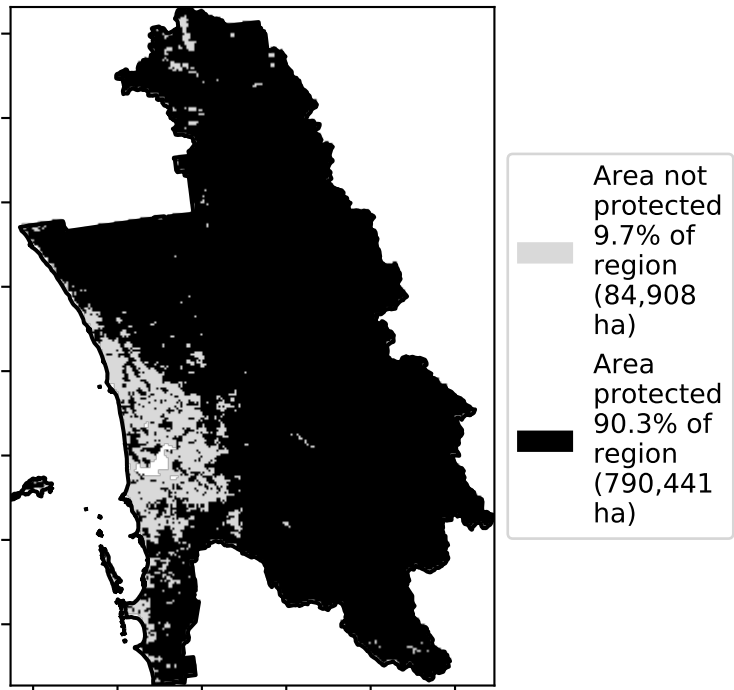 Area not
protected
9.7% of
region
(84,908
ha)
Area
protected
90.3% of
region
(790,441
ha)